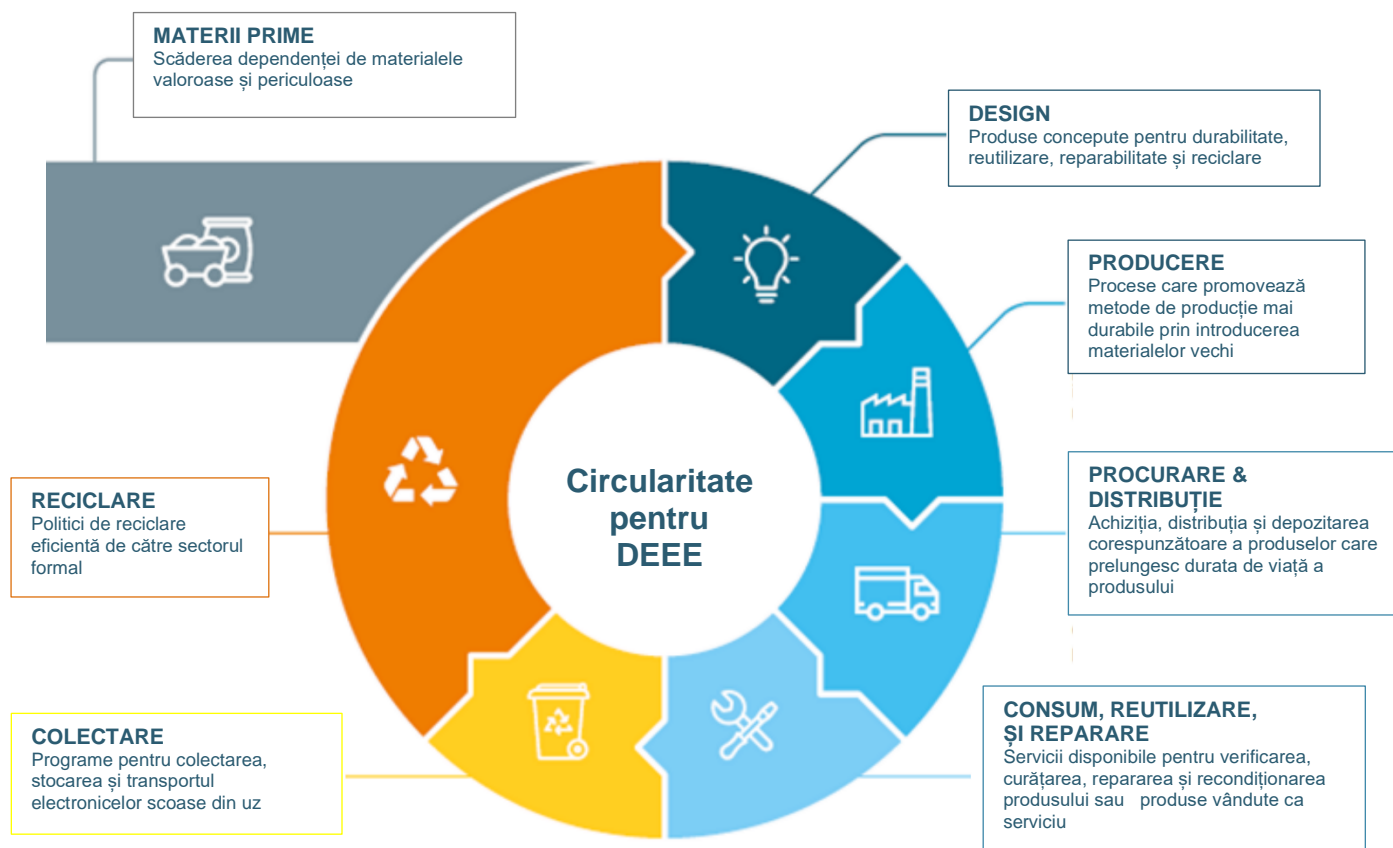 MATERII PRIME
Scăderea dependenței de materialele
valoroase și periculoase
DESIGN
Produse concepute pentru durabilitate,
reutilizare, reparabilitate și reciclare
PRODUCERE
Procese care promovează
metode de producție mai
durabile prin introducerea
materialelor vechi
PROCURARE &
DISTRIBUȚIE
Achiziția, distribuția și depozitarea
corespunzătoare a produselor care
prelungesc durata de viață a
produsului
CONSUM, REUTILIZARE,
ȘI REPARARE
Servicii disponibile pentru verificarea,
curățarea, repararea și recondiționarea
produsului sau produse vândute ca
serviciu
COLECTARE
Programe pentru colectarea,
stocarea și transportul
electronicelor scoase din uz
RECICLARE
Politici de reciclare
eficientă de către sectorul
formal
Circularitate
pentru
DEEE